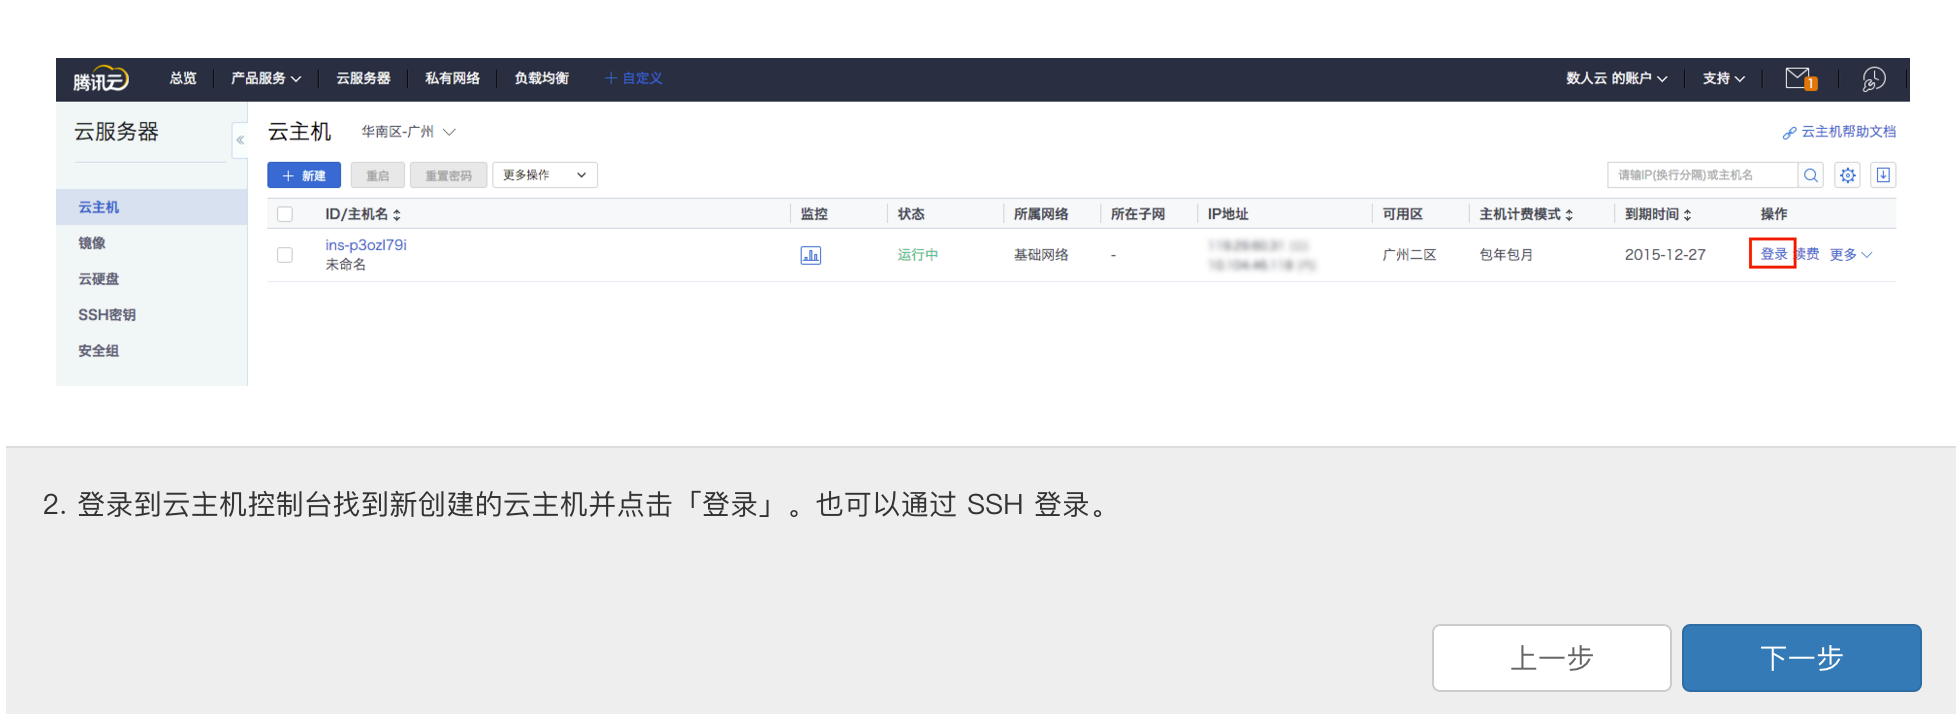 腾讯云 总览 产品服务 云服务器 私有网络 负载均衡 + 自定义 数人云 的账户 支持 1
云服务器 « 云主机 华南区-广州 云主机帮助文档
+ 新建 重启 重置密码 更多操作 请输IP(换行分隔)或主机名
云主机 ID/主机名 监控 状态 所属网络 所在子网 IP地址 可用区 主机计费模式 到期时间 操作
镜像 ins-p3ozl79i
未命名 运行中 基础网络 - 广州二区 包年包月 2015-12-27 登录 续费 更多
云硬盘
SSH密钥
安全组
2. 登录到云主机控制台找到新创建的云主机并点击「登录」。也可以通过 SSH 登录。
上一步 下一步